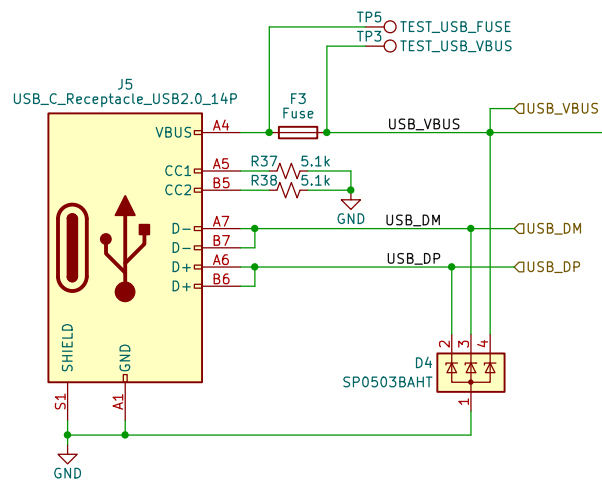 TP5
TEST_USB_FUSE
TP3
TEST_USB_VBUS
J5
USB_C_Receptacle_USB2.0_14P
F3
Fuse
USB_VBUS
USB_VBUS
VBUS
A4
CC1
A5
R37
5.1k
CC2
B5
R38
5.1k
GND
D-
A7
USB_DM
USB_DM
D-
B7
D+
A6
USB_DP
USB_DP
D+
B6
SHIELD
GND
S1
A1
2
3
4
D4
SP0503BAHT
1
GND